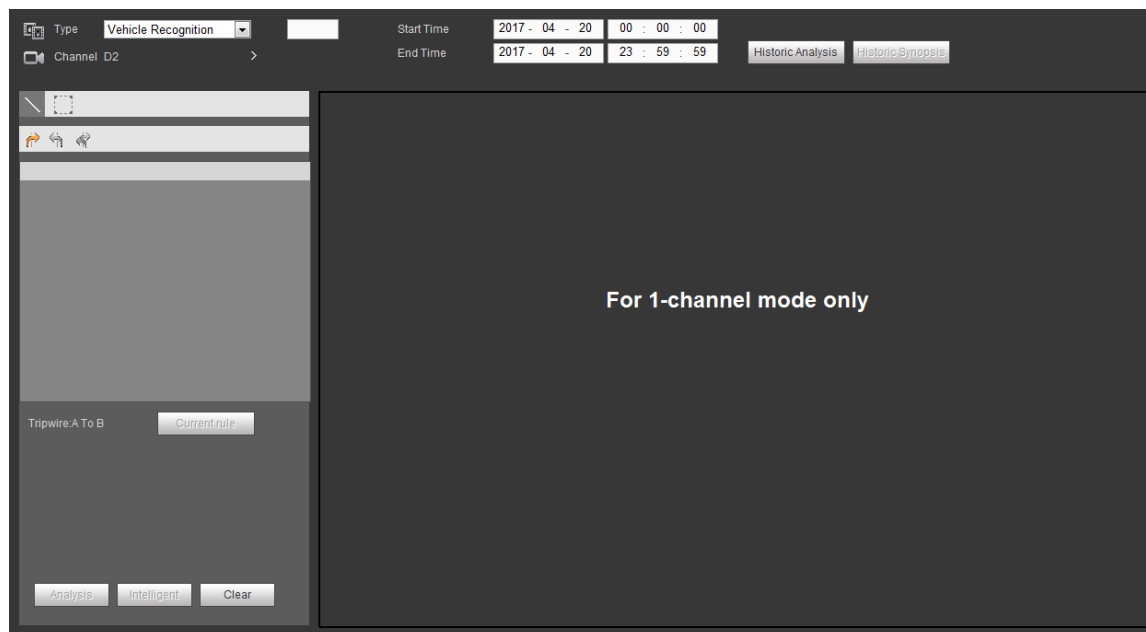 Type Vehicle Recognition Start Time 2017 - 04 - 20 00 : 00 : 00
Channel D2 > End Time 2017 - 04 - 20 23 : 59 : 59 Historic Analysis Historic Synopsis
For 1-channel mode only
Tripwire:A To B Current rule
Analysis Intelligent Clear